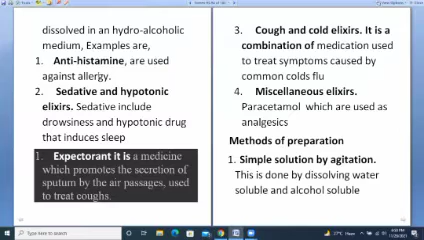 dissolved in an hydro-alcoholic
medium, Examples are,
1. Anti-histamine, are used
against allergy.
2. Sedative and hypotonic
elixirs. Sedative include
drowsiness and hypotonic drug
that induces sleep
1. Expectorant it is a medicine
which promotes the secretion of
sputum by the air passages, used
to treat coughs.
3. Cough and cold elixirs. It is a
combination of medication used
to treat symptoms caused by
common colds flu
4. Miscellaneous elixirs.
Paracetamol which are used as
analgesics
Methods of preparation
1. Simple solution by agitation.
This is done by dissolving water
soluble and alcohol soluble
Type here to search